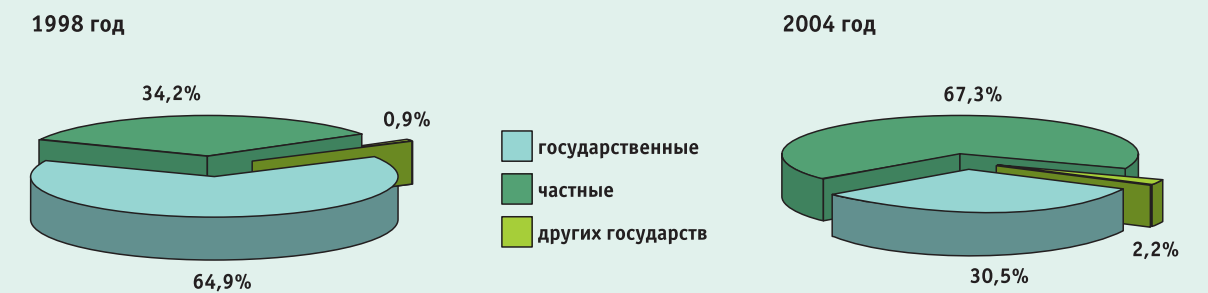 1998 год
34,2%
0,9%
64,9%
государственные
частные
других государств
2004 год
67,3%
2,2%
30,5%